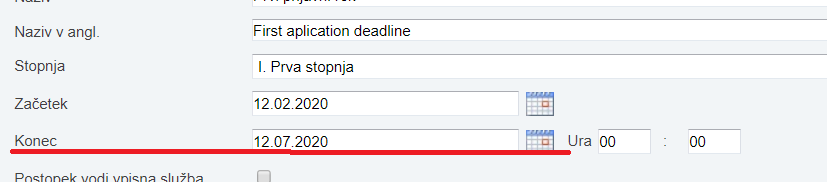 Naziv v angl. First aplication deadline
Stopnja I. Prva stopnja
Začetek 12.02.2020
Konec 12.07.2020 Ura 00 : 00
Postopek vodi vpisna služba